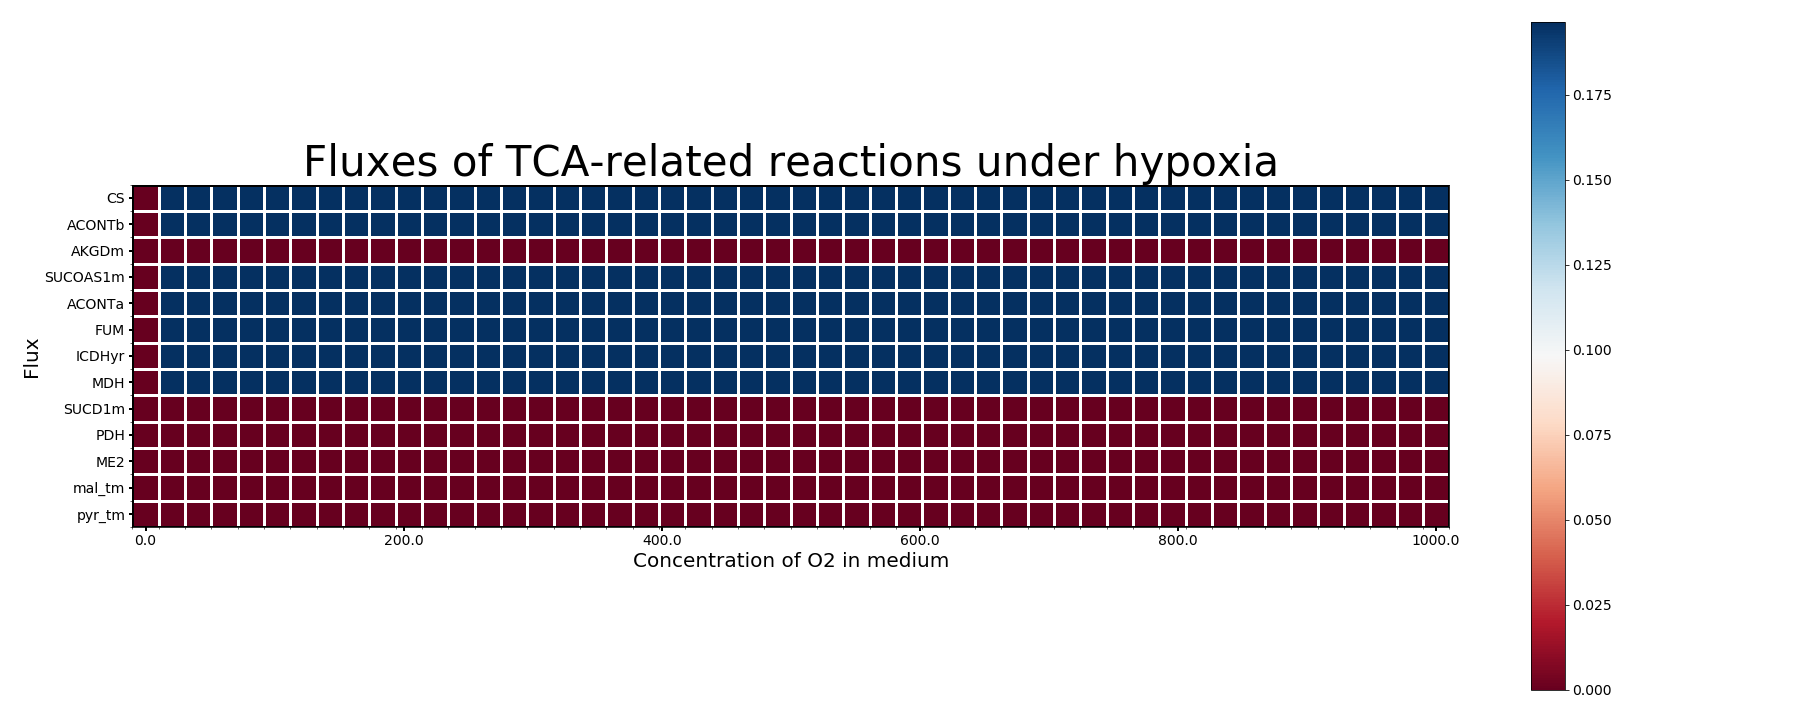 Fluxes of TCA-related reactions under hypoxia
Flux
CS
ACONTb
AKGDm
SUCOAS1m
ACONTa
FUM
ICDHyr
MDH
SUCD1m
PDH
ME2
mal_tm
pyr_tm
0.0 200.0 400.0 600.0 800.0 1000.0
Concentration of O2 in medium
0.175
0.150
0.125
0.100
0.075
0.050
0.025
0.000